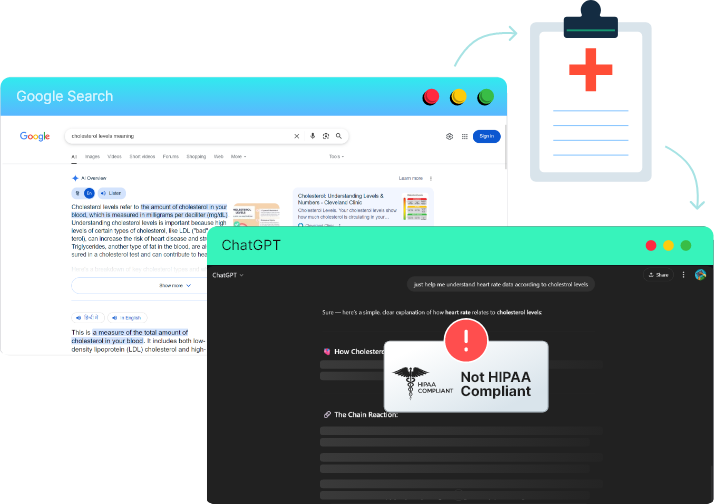 Google Search
Google
cholesterol levels meaning
Sign in
All Images Videos Short videos Forums Shopping Web More Tools
AI Overview
Learn more
Listen
Cholesterol levels refer to the amount of cholesterol in your
blood, which is measured in milligrams per deciliter (mg/dL)
Understanding cholesterol levels is important because high
levels of certain types of cholesterol, like LDL ("bad"
terol), can increase the risk of heart disease and
Triglycerides, another type of fat in the blood, are
sured in a cholesterol test and can contribute to
Cholesterol: Understanding Levels &
Numbers - Cleveland Clinic
Cholesterol Levels. Your cholesterol levels show
how much cholesterol is circulating in your...
Show more
हिन्दी में
In English
This is a measure of the total amount of
cholesterol in your blood. It includes both low-
density lipoprotein (LDL) cholesterol and high-
ChatGPT
ChatGPT
Share
just help me understand heart rate data according to cholestrol levels
Sure — here's a simple, clear explanation of how heart rate relates to cholesterol levels:
How Cholester
!
HIPAA
COMPLIANT
Not HIPAA
Compliant
The Chain Reaction: